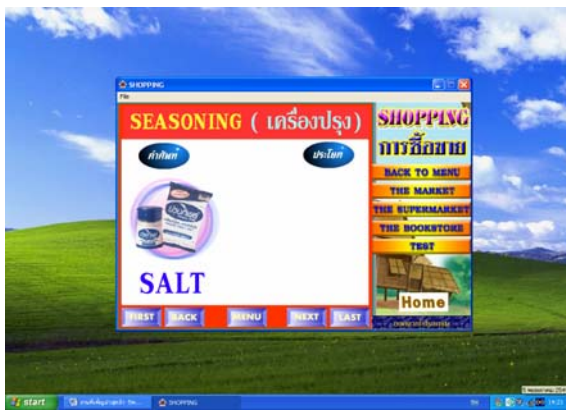 SHOPPING
File
SEASONING ( เครื่องปรุง )
คำศัพท์
ประโยค
SALT
FIRST
BACK
MENU
NEXT
LAST
SHOPPING
การซื้อขาย
BACK TO MENU
THE MARKET
THE SUPERMARKET
THE BOOKSTORE
TEST
Home
start
SHOPPING
14:25